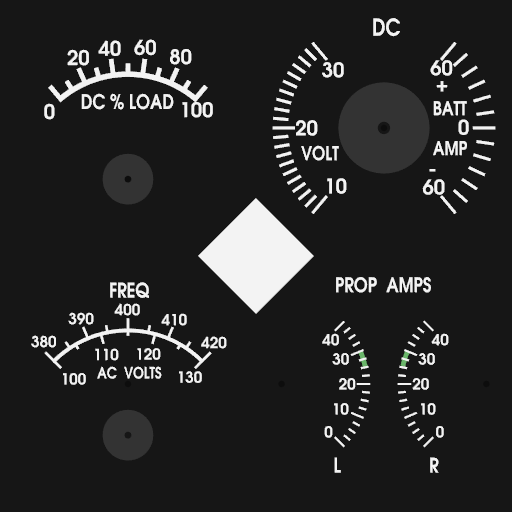 0 20 40 60 80 100
DC % LOAD
DC
30
20
VOLT
10
60
+
BATT
0
AMP
-
60
FREQ
380 390 400 410 420
100 110 120 130
AC VOLTS
PROP AMPS
40
30
20
10
0
L
40
30
20
10
0
R